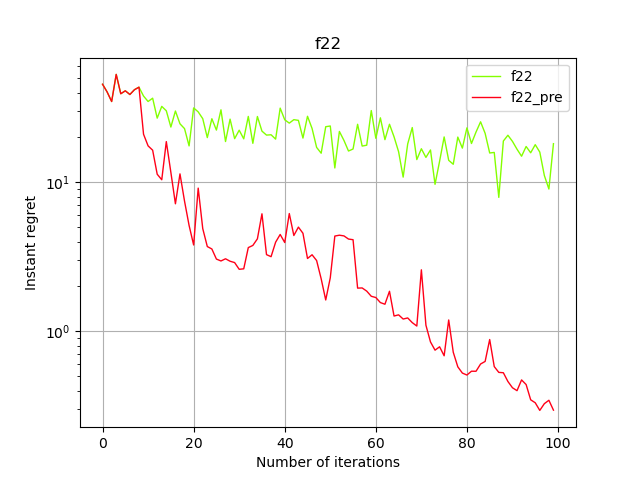 f22
f22
f22_pre
Instant regret
10¹
10⁰
0 20 40 60 80 100
Number of iterations